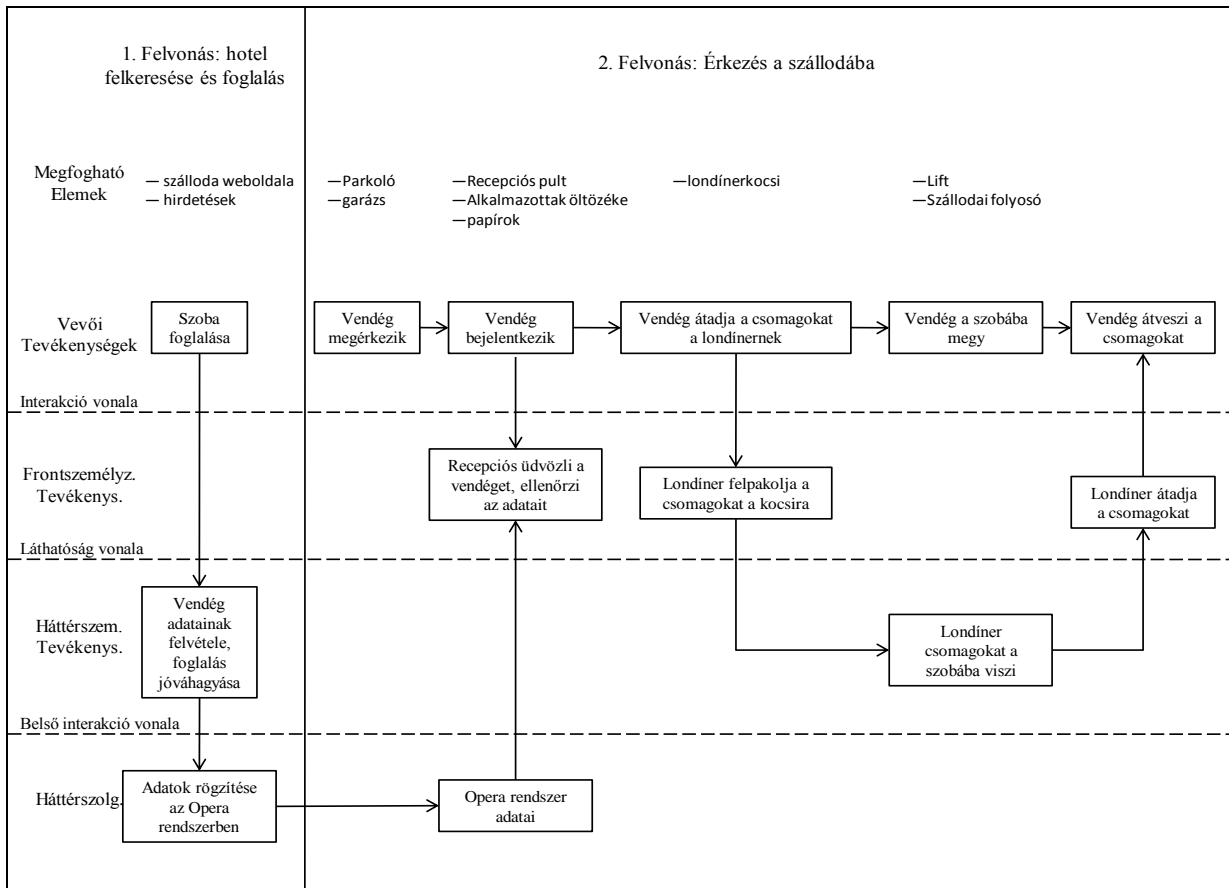 1. Felvonás: hotel
felkeresése és foglalás
2. Felvonás: Érkezés a szállodába
Megfogható
Elemek
— szálloda weboldala
— hirdetések
—Parkoló
—garázs
—Recepciós pult
—Alkalmazottak öltözéke
—papírok
—londínerkocsi
—Lift
—Szállodai folyosó
Vevői
Tevékenységek
Szoba
foglalása
Vendég
megérkezik
Vendég
bejelentkezik
Vendég átadja a csomagokat
a londínernek
Vendég a szobába
megy
Vendég átveszi a
csomagokat
Interakció vonala
Frontszemélyz.
Tevékenys.
Recepciós üdvözli a
vendéget, ellenőrzi
az adatait
Londíner felpakolja a
csomagokat a kocsira
Londíner átadja
a csomagokat
Láthatóság vonala
Háttérszem.
Tevékenys.
Vendég
adatainak
felvétele,
foglalás
jóváhagyása
Londíner
csomagokat a
szobába viszi
Belső interakció vonala
Háttérszolg.
Adatok rögzítése
az Opera
rendszerben
Opera rendszer
adatai